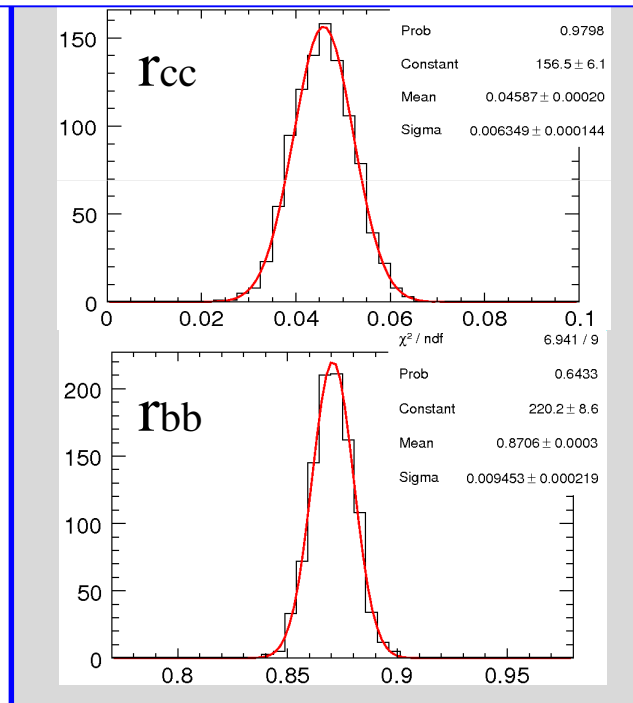 rcc
Prob 0.9798
Constant 156.5 ± 6.1
Mean 0.04587 ± 0.00020
Sigma 0.006349 ± 0.000144
150
100
50
0
0 0.02 0.04 0.06 0.08 0.1
rbb
χ² / ndf 6.941 / 9
Prob 0.6433
Constant 220.2 ± 8.6
Mean 0.8706 ± 0.0003
Sigma 0.009453 ± 0.000219
200
150
100
50
0
0.8 0.85 0.9 0.95